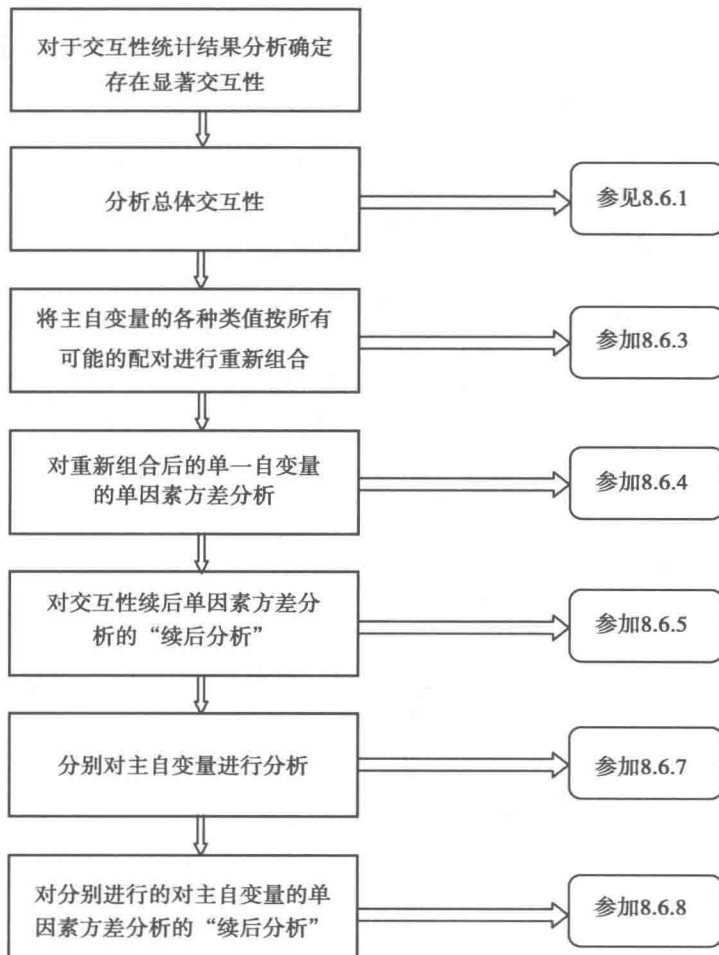 对于交互性统计结果分析确定
存在显著交互性
分析总体交互性
参见8.6.1
将主自变量的各种类值按所有
可能的配对进行重新组合
参加8.6.3
对重新组合后的单一自变量
的单因素方差分析
参加8.6.4
对交互性续后单因素方差分
析的“续后分析”
参加8.6.5
分别对主自变量进行分析
参加8.6.7
对分别进行的对主自变量的单
因素方差分析的“续后分析”
参加8.6.8